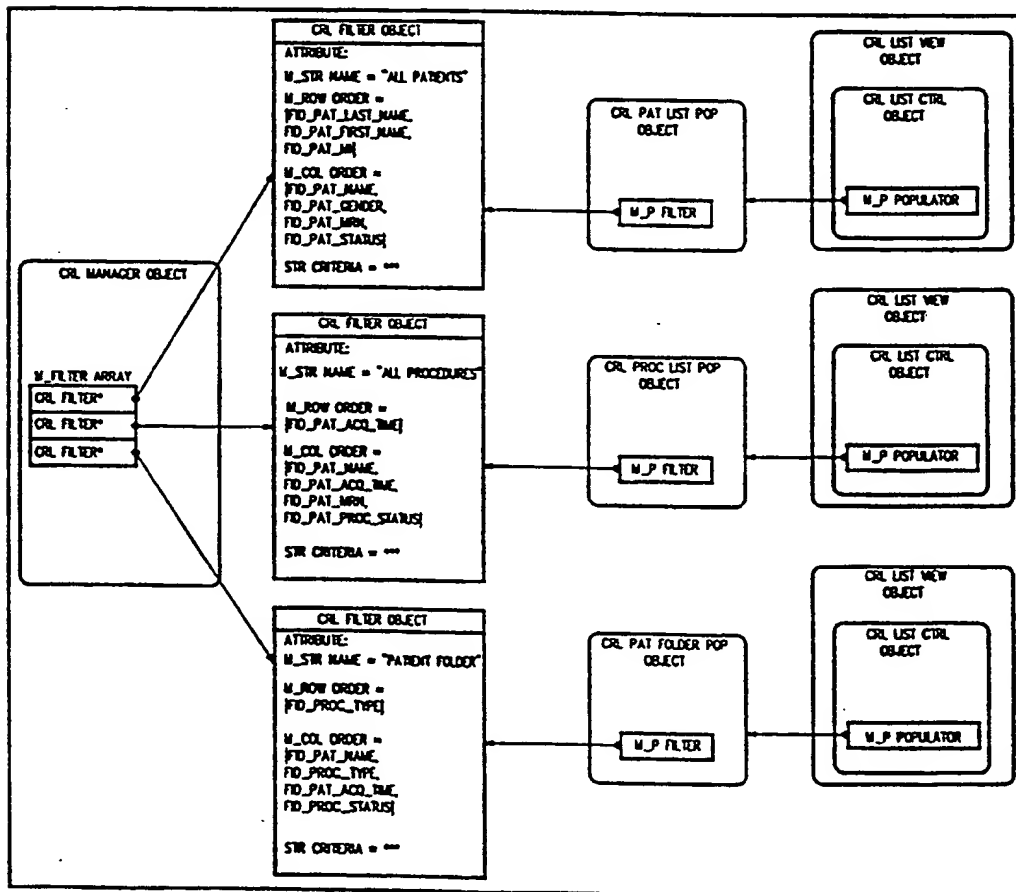 CRL MANAGER OBJECT
M_FILTER ARRAY
CRL FILTER*
CRL FILTER*
CRL FILTER*
CRL FILTER OBJECT
ATTRIBUTE:
M_STR NAME = "ALL PATIENTS"
M_ROW ORDER =
[FID_PAT_LAST_NAME,
FID_PAT_FIRST_NAME,
FID_PAT_MN]
M_COL ORDER =
[FID_PAT_NAME,
FID_PAT_GENDER,
FID_PAT_MRN,
FID_PAT_STATUS]
STR CRITERIA =
CRL PAT LIST POP
OBJECT
M_P FILTER
CRL LIST VIEW
OBJECT
CRL LIST CTRL
OBJECT
M_P POPULATOR
CRL FILTER OBJECT
ATTRIBUTE:
M_STR NAME = "ALL PROCEDURES"
M_ROW ORDER =
[FID_PAT_ACQ_TIME]
M_COL ORDER =
[FID_PAT_NAME,
FID_PAT_ACQ_TIME,
FID_PAT_MRN,
FID_PAT_PROC_STATUS]
STR CRITERIA =
CRL PROC LIST POP
OBJECT
M_P FILTER
CRL LIST VIEW
OBJECT
CRL LIST CTRL
OBJECT
M_P POPULATOR
CRL FILTER OBJECT
ATTRIBUTE:
M_STR NAME = "PATIENT FOLDER"
M_ROW ORDER =
[FID_PROC_TYPE]
M_COL ORDER =
[FID_PAT_NAME,
FID_PROC_TYPE,
FID_PAT_ACQ_TIME,
FID_PROC_STATUS]
STR CRITERIA =
CRL PAT FOLDER POP
OBJECT
M_P FILTER
CRL LIST VIEW
OBJECT
CRL LIST CTRL
OBJECT
M_P POPULATOR